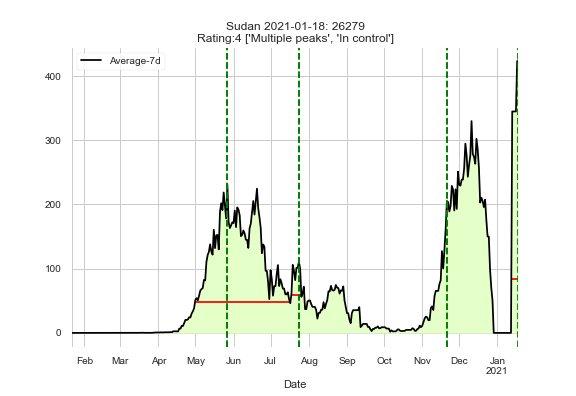 Sudan 2021-01-18: 26279
Rating:4 ['Multiple peaks', 'In control']
Average-7d
400
300
200
100
0
Feb Mar Apr May Jun Jul Aug Sep Oct Nov Dec Jan
2021
Date